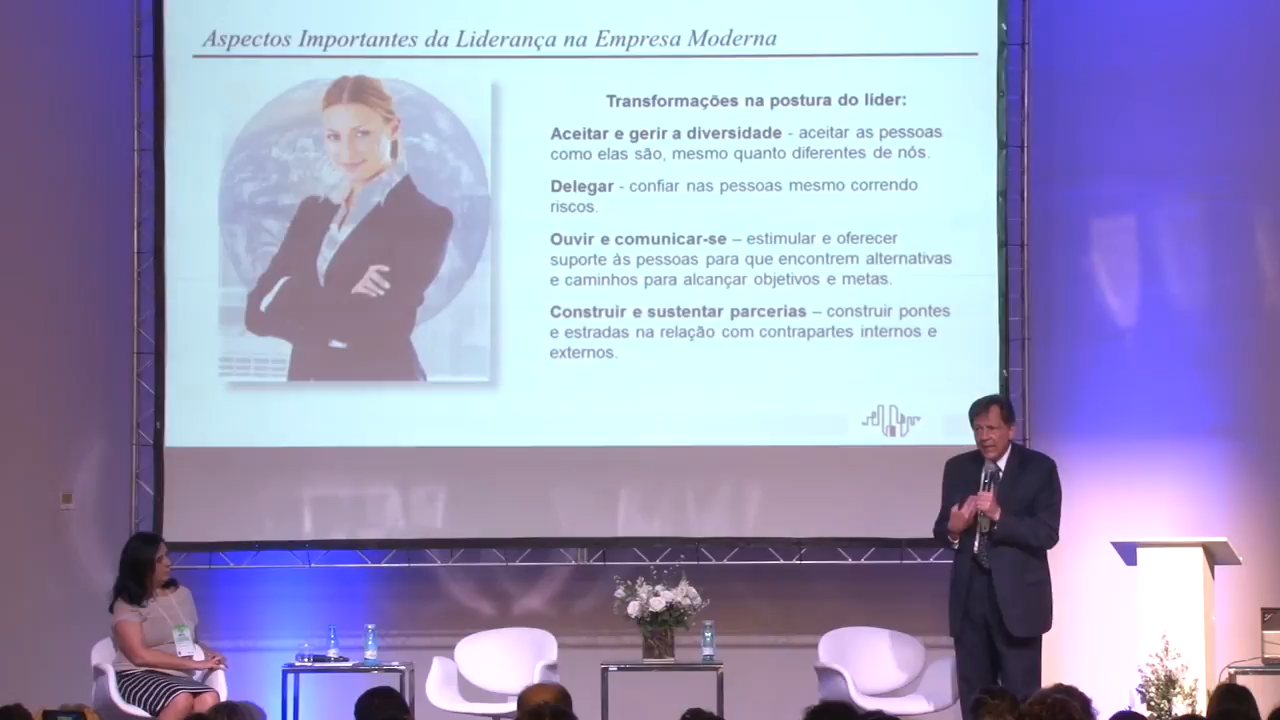 Aspectos Importantes da Liderança na Empresa Moderna
Transformações na postura do líder:
Aceitar e gerir a diversidade - aceitar as pessoas
como elas são, mesmo quanto diferentes de nós.
Delegar - confiar nas pessoas mesmo correndo
riscos.
Ouvir e comunicar-se – estimular e oferecer
suporte às pessoas para que encontrem alternativas
e caminhos para alcançar objetivos e metas.
Construir e sustentar parcerias – construir pontes
e estradas na relação com contrapartes internos e
externos.